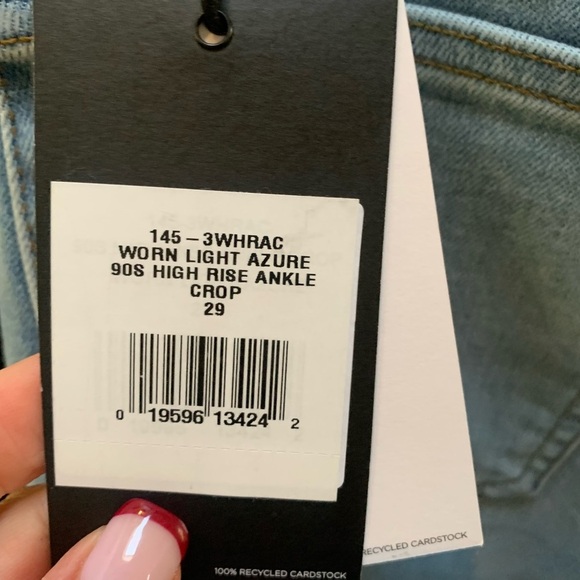 145-3WHRAC
WORN LIGHT AZURE
90S HIGH RISE ANKLE
CROP
29
0 19596 13424 2
RECYCLED CARDSTOCK
100% RECYCLED CARDSTOCK